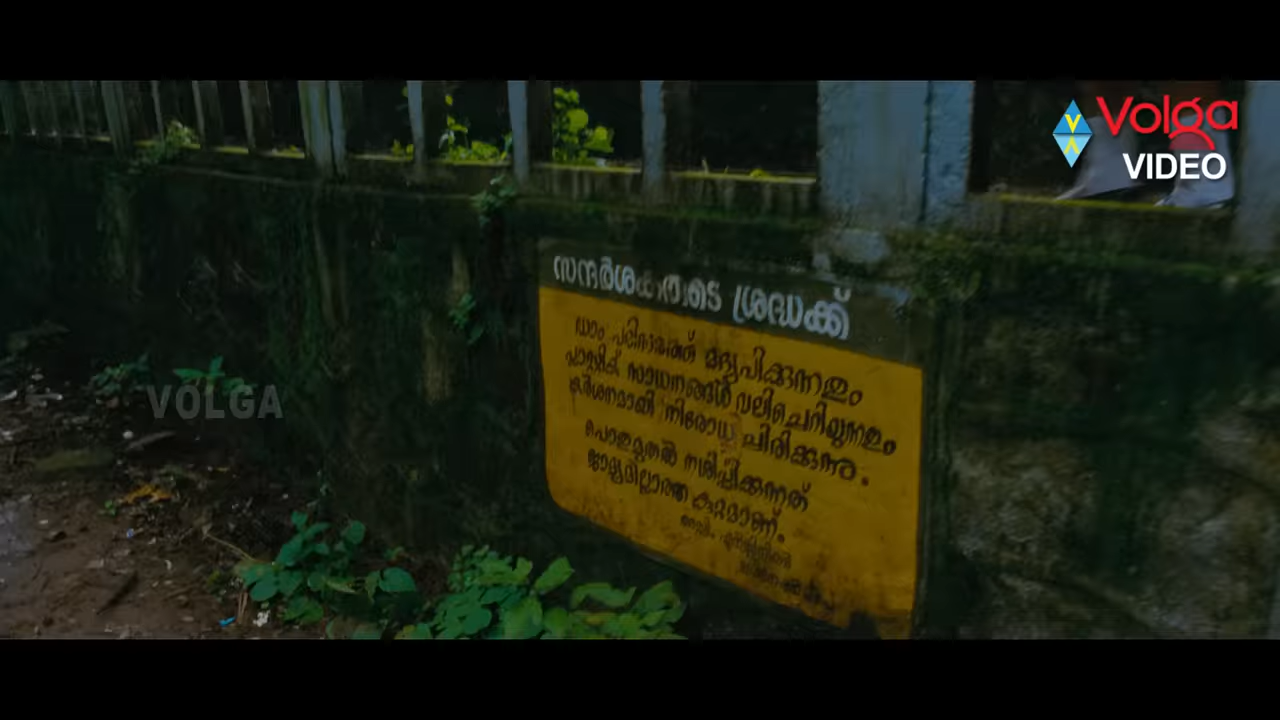 Volga
VIDEO
സന്ദർശകരുടെ ശ്രദ്ധക്ക്
ഡാം പരിസരത്ത് മദ്യപിക്കുന്നതും
പ്ലാസ്റ്റിക് സാധനങ്ങൾ വലിച്ചെറിയുന്നതും
കർശനമായി നിരോധിച്ചിരിക്കുന്നു.
പൊതുമുതൽ നശിപ്പിക്കുന്നത്
ജാമ്യമില്ലാത്ത കുറ്റമാണ്.
VOLGA